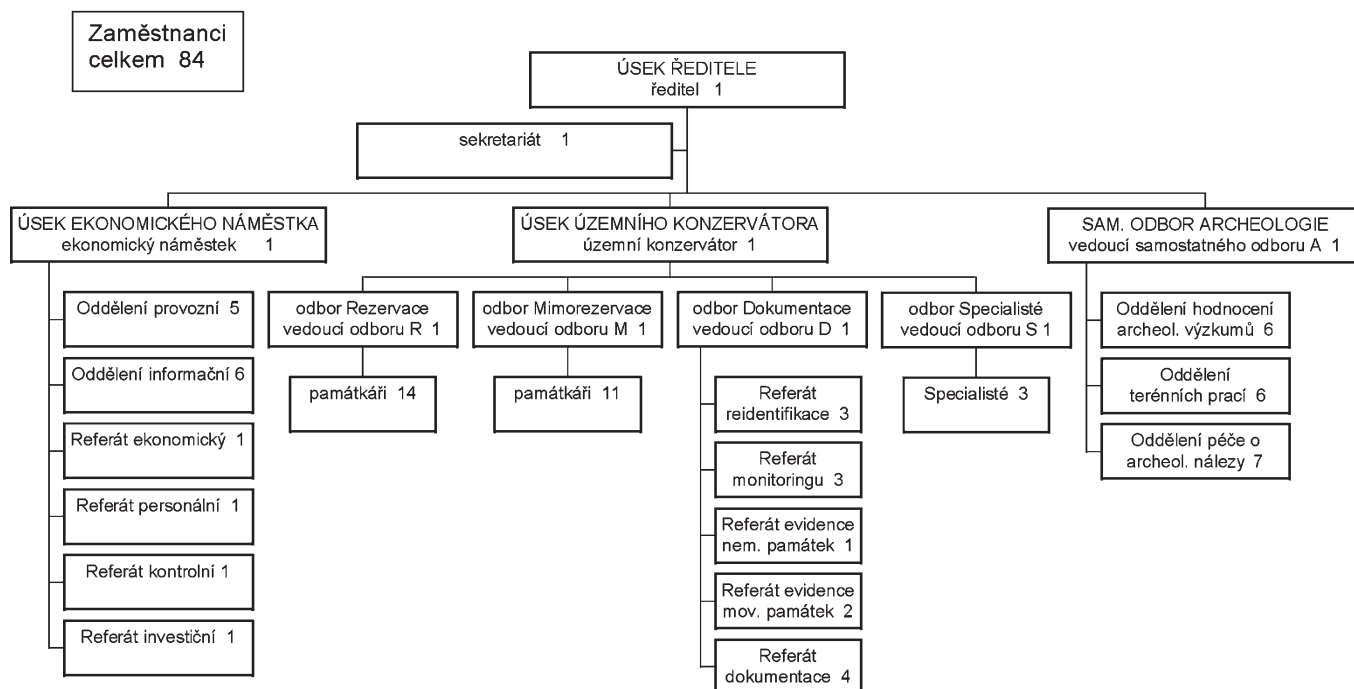 Zaměstnanci
celkem 84
ÚSEK ŘEDITELE
ředitel 1
sekretariát 1
ÚSEK EKONOMICKÉHO NÁMĚSTKA
ekonomický náměstek 1
Oddělení provozní 5
Oddělení informační 6
Referát ekonomický 1
Referát personální 1
Referát kontrolní 1
Referát investiční 1
ÚSEK ÚZEMNÍHO KONZERVÁTORA
územní konzervátor 1
odbor Rezervace
vedoucí odboru R 1
památkáři 14
odbor Mimorezervace
vedoucí odboru M 1
památkáři 11
odbor Dokumentace
vedoucí odboru D 1
Referát
reidentifikace 3
Referát
monitoringu 3
Referát evidence
nem. památek 1
Referát evidence
mov. památek 2
Referát
dokumentace 4
odbor Specialisté
vedoucí odboru S 1
Specialisté 3
SAM. ODBOR ARCHEOLOGIE
vedoucí samostatného odboru A 1
Oddělení hodnocení
archeol. výzkumů 6
Oddělení
terénních prací 6
Oddělení péče o
archeol. nálezy 7